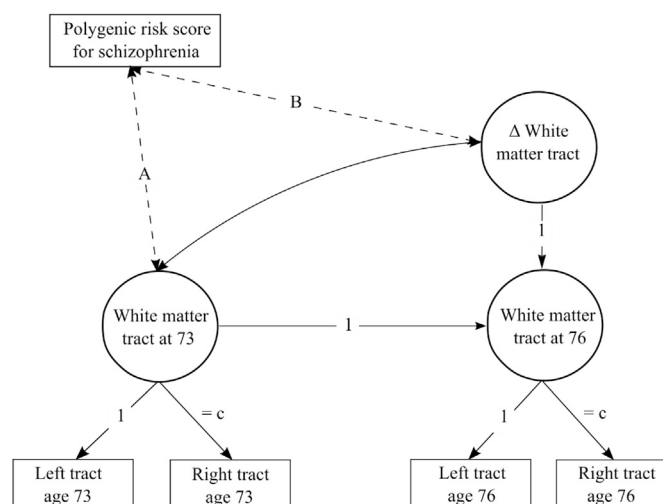 Polygenic risk score
for schizophrenia
B
Δ White
matter tract
A
1
White matter
tract at 73
1
White matter
tract at 76
1
= c
1
= c
Left tract
age 73
Right tract
age 73
Left tract
age 76
Right tract
age 76